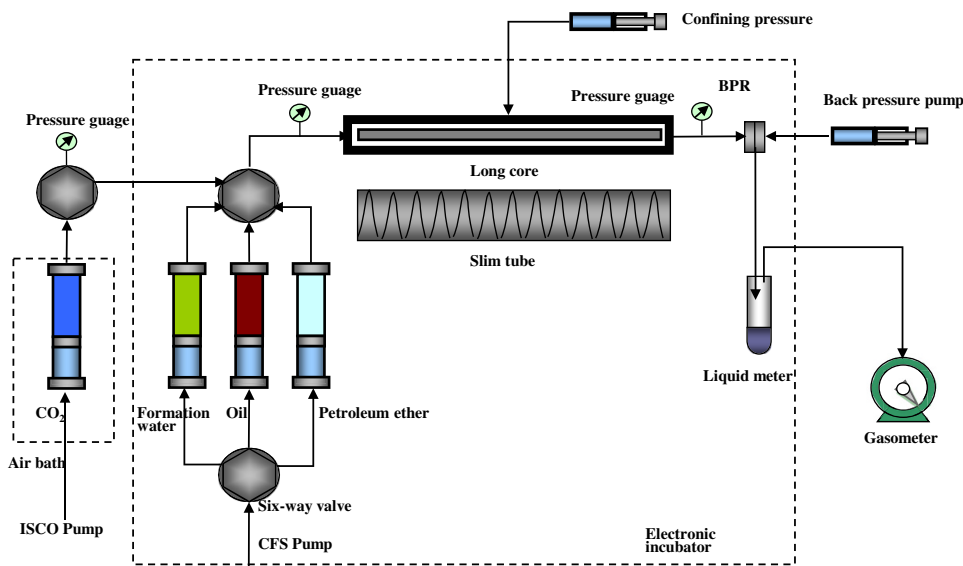 Confining pressure
Pressure guage
Pressure guage
BPR
Back pressure pump
Pressure guage
Long core
Slim tube
CO2
Formation
water
Oil
Petroleum ether
Liquid meter
Gasometer
Air bath
Six-way valve
ISCO Pump
CFS Pump
Electronic
incubator